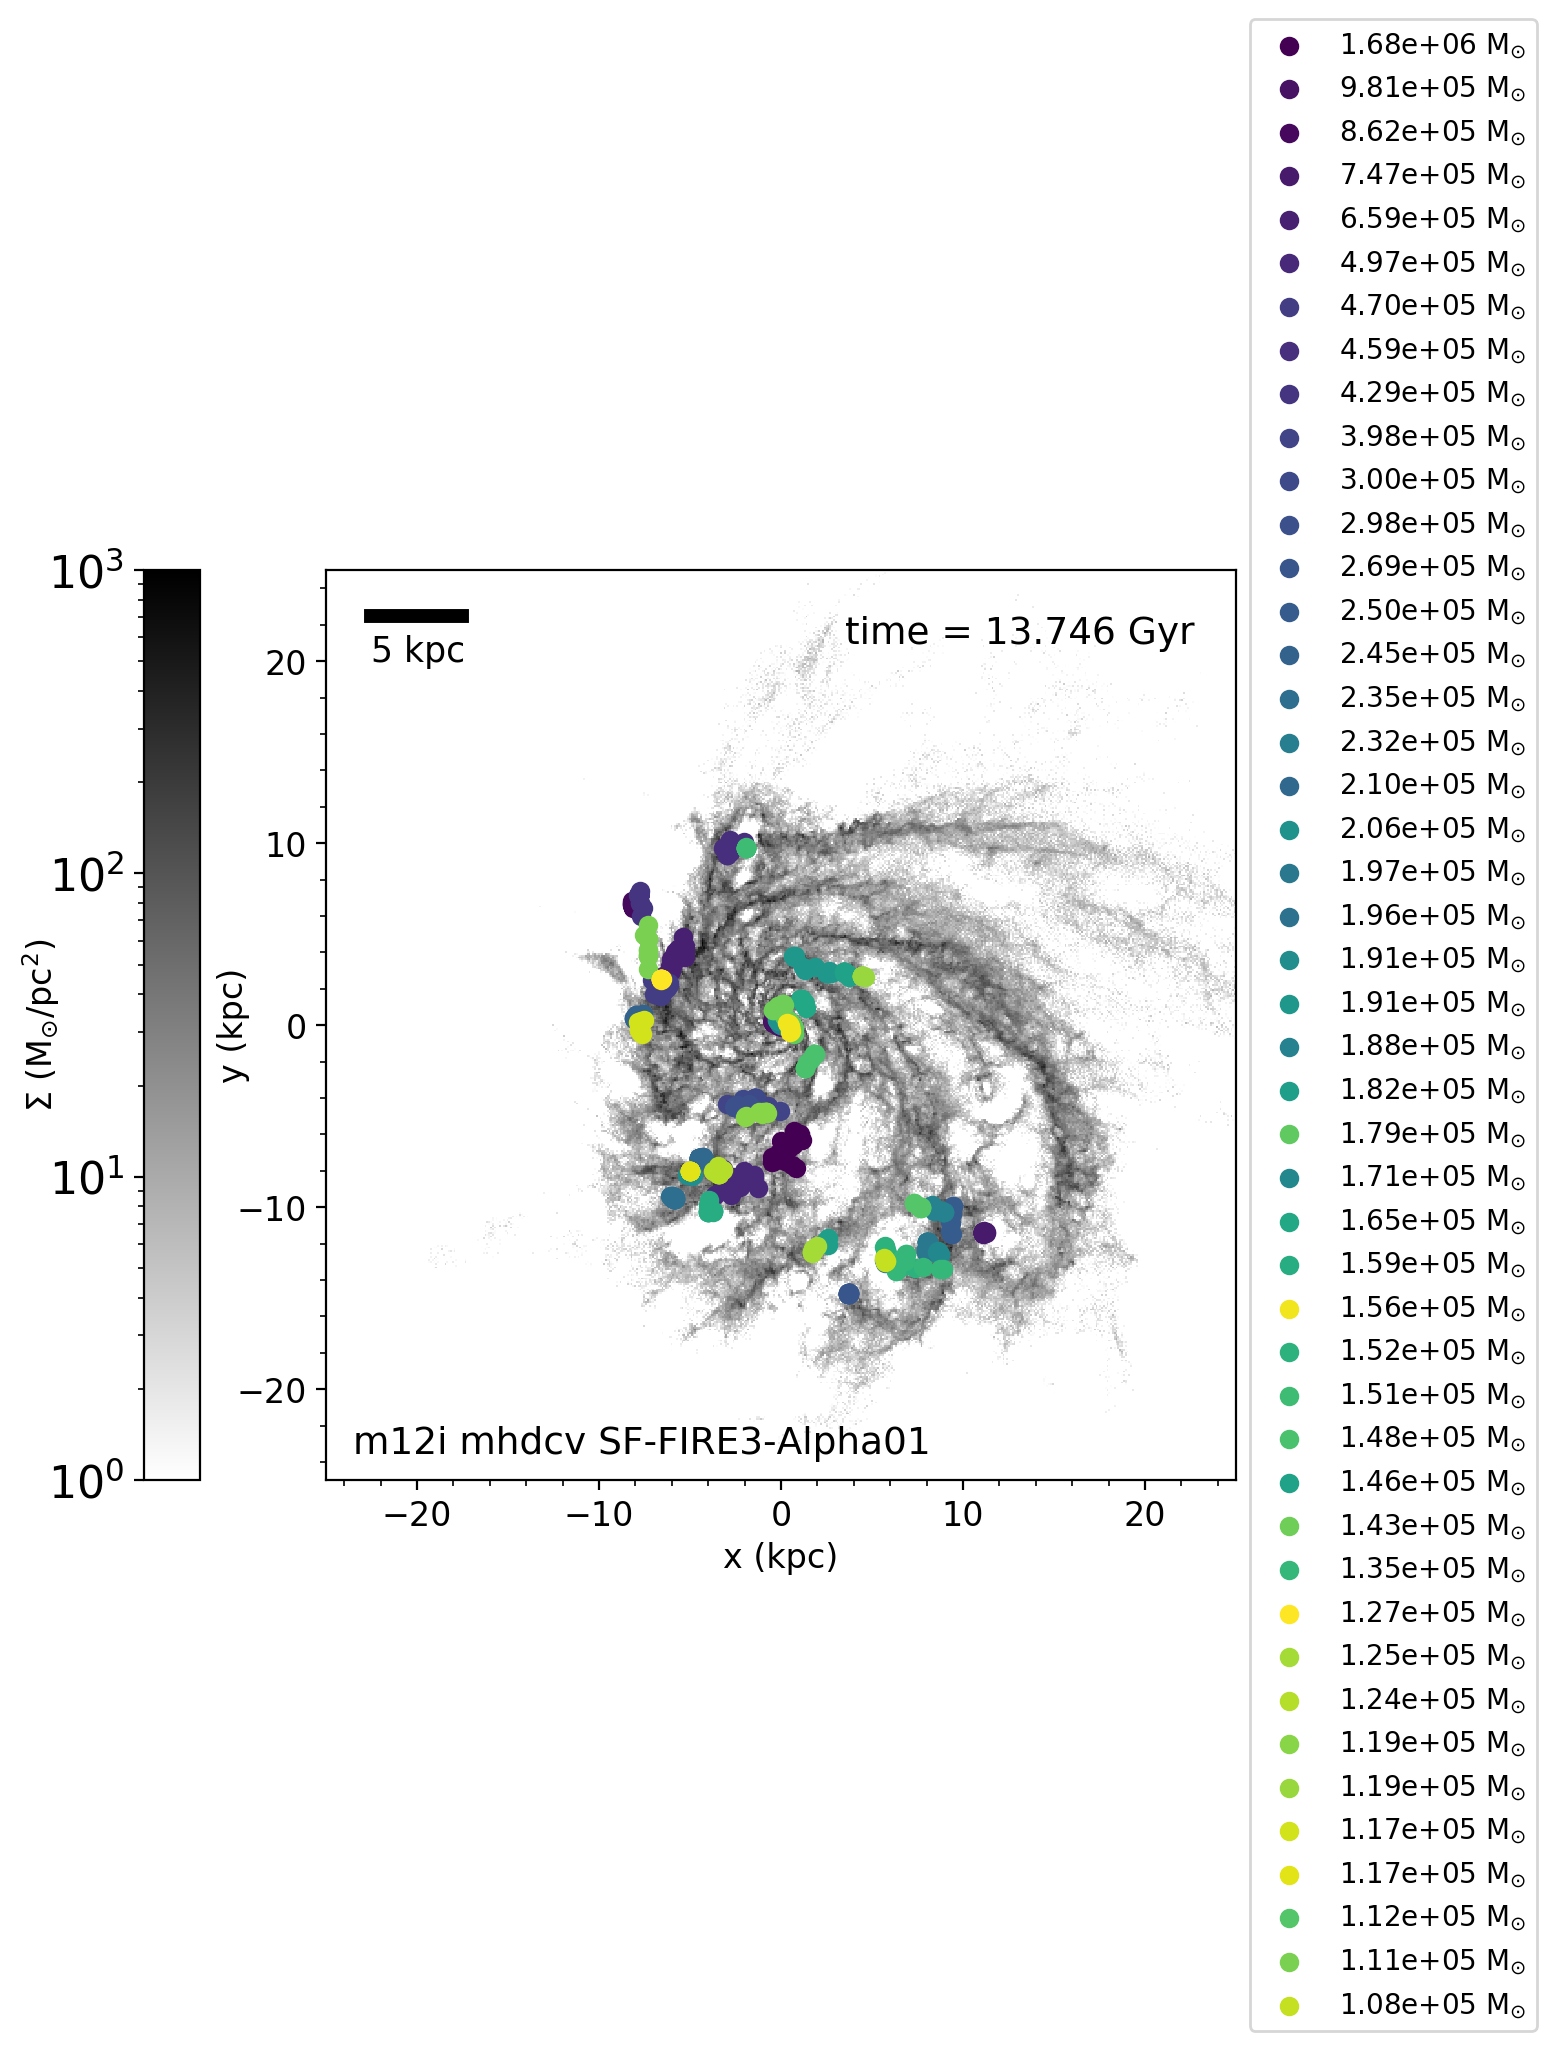 10³
10²
10¹
10⁰
Σ (M⊙/pc²)
5 kpc
time = 13.746 Gyr
m12i mhdcv SF-FIRE3-Alpha01
20
10
0
−10
−20
y (kpc)
−20
−10
0
10
20
x (kpc)
1.68e+06 M⊙
9.81e+05 M⊙
8.62e+05 M⊙
7.47e+05 M⊙
6.59e+05 M⊙
4.97e+05 M⊙
4.70e+05 M⊙
4.59e+05 M⊙
4.29e+05 M⊙
3.98e+05 M⊙
3.00e+05 M⊙
2.98e+05 M⊙
2.69e+05 M⊙
2.50e+05 M⊙
2.45e+05 M⊙
2.35e+05 M⊙
2.32e+05 M⊙
2.10e+05 M⊙
2.06e+05 M⊙
1.97e+05 M⊙
1.96e+05 M⊙
1.91e+05 M⊙
1.91e+05 M⊙
1.88e+05 M⊙
1.82e+05 M⊙
1.79e+05 M⊙
1.71e+05 M⊙
1.65e+05 M⊙
1.59e+05 M⊙
1.56e+05 M⊙
1.52e+05 M⊙
1.51e+05 M⊙
1.48e+05 M⊙
1.46e+05 M⊙
1.43e+05 M⊙
1.35e+05 M⊙
1.27e+05 M⊙
1.25e+05 M⊙
1.24e+05 M⊙
1.19e+05 M⊙
1.19e+05 M⊙
1.17e+05 M⊙
1.17e+05 M⊙
1.12e+05 M⊙
1.11e+05 M⊙
1.08e+05 M⊙